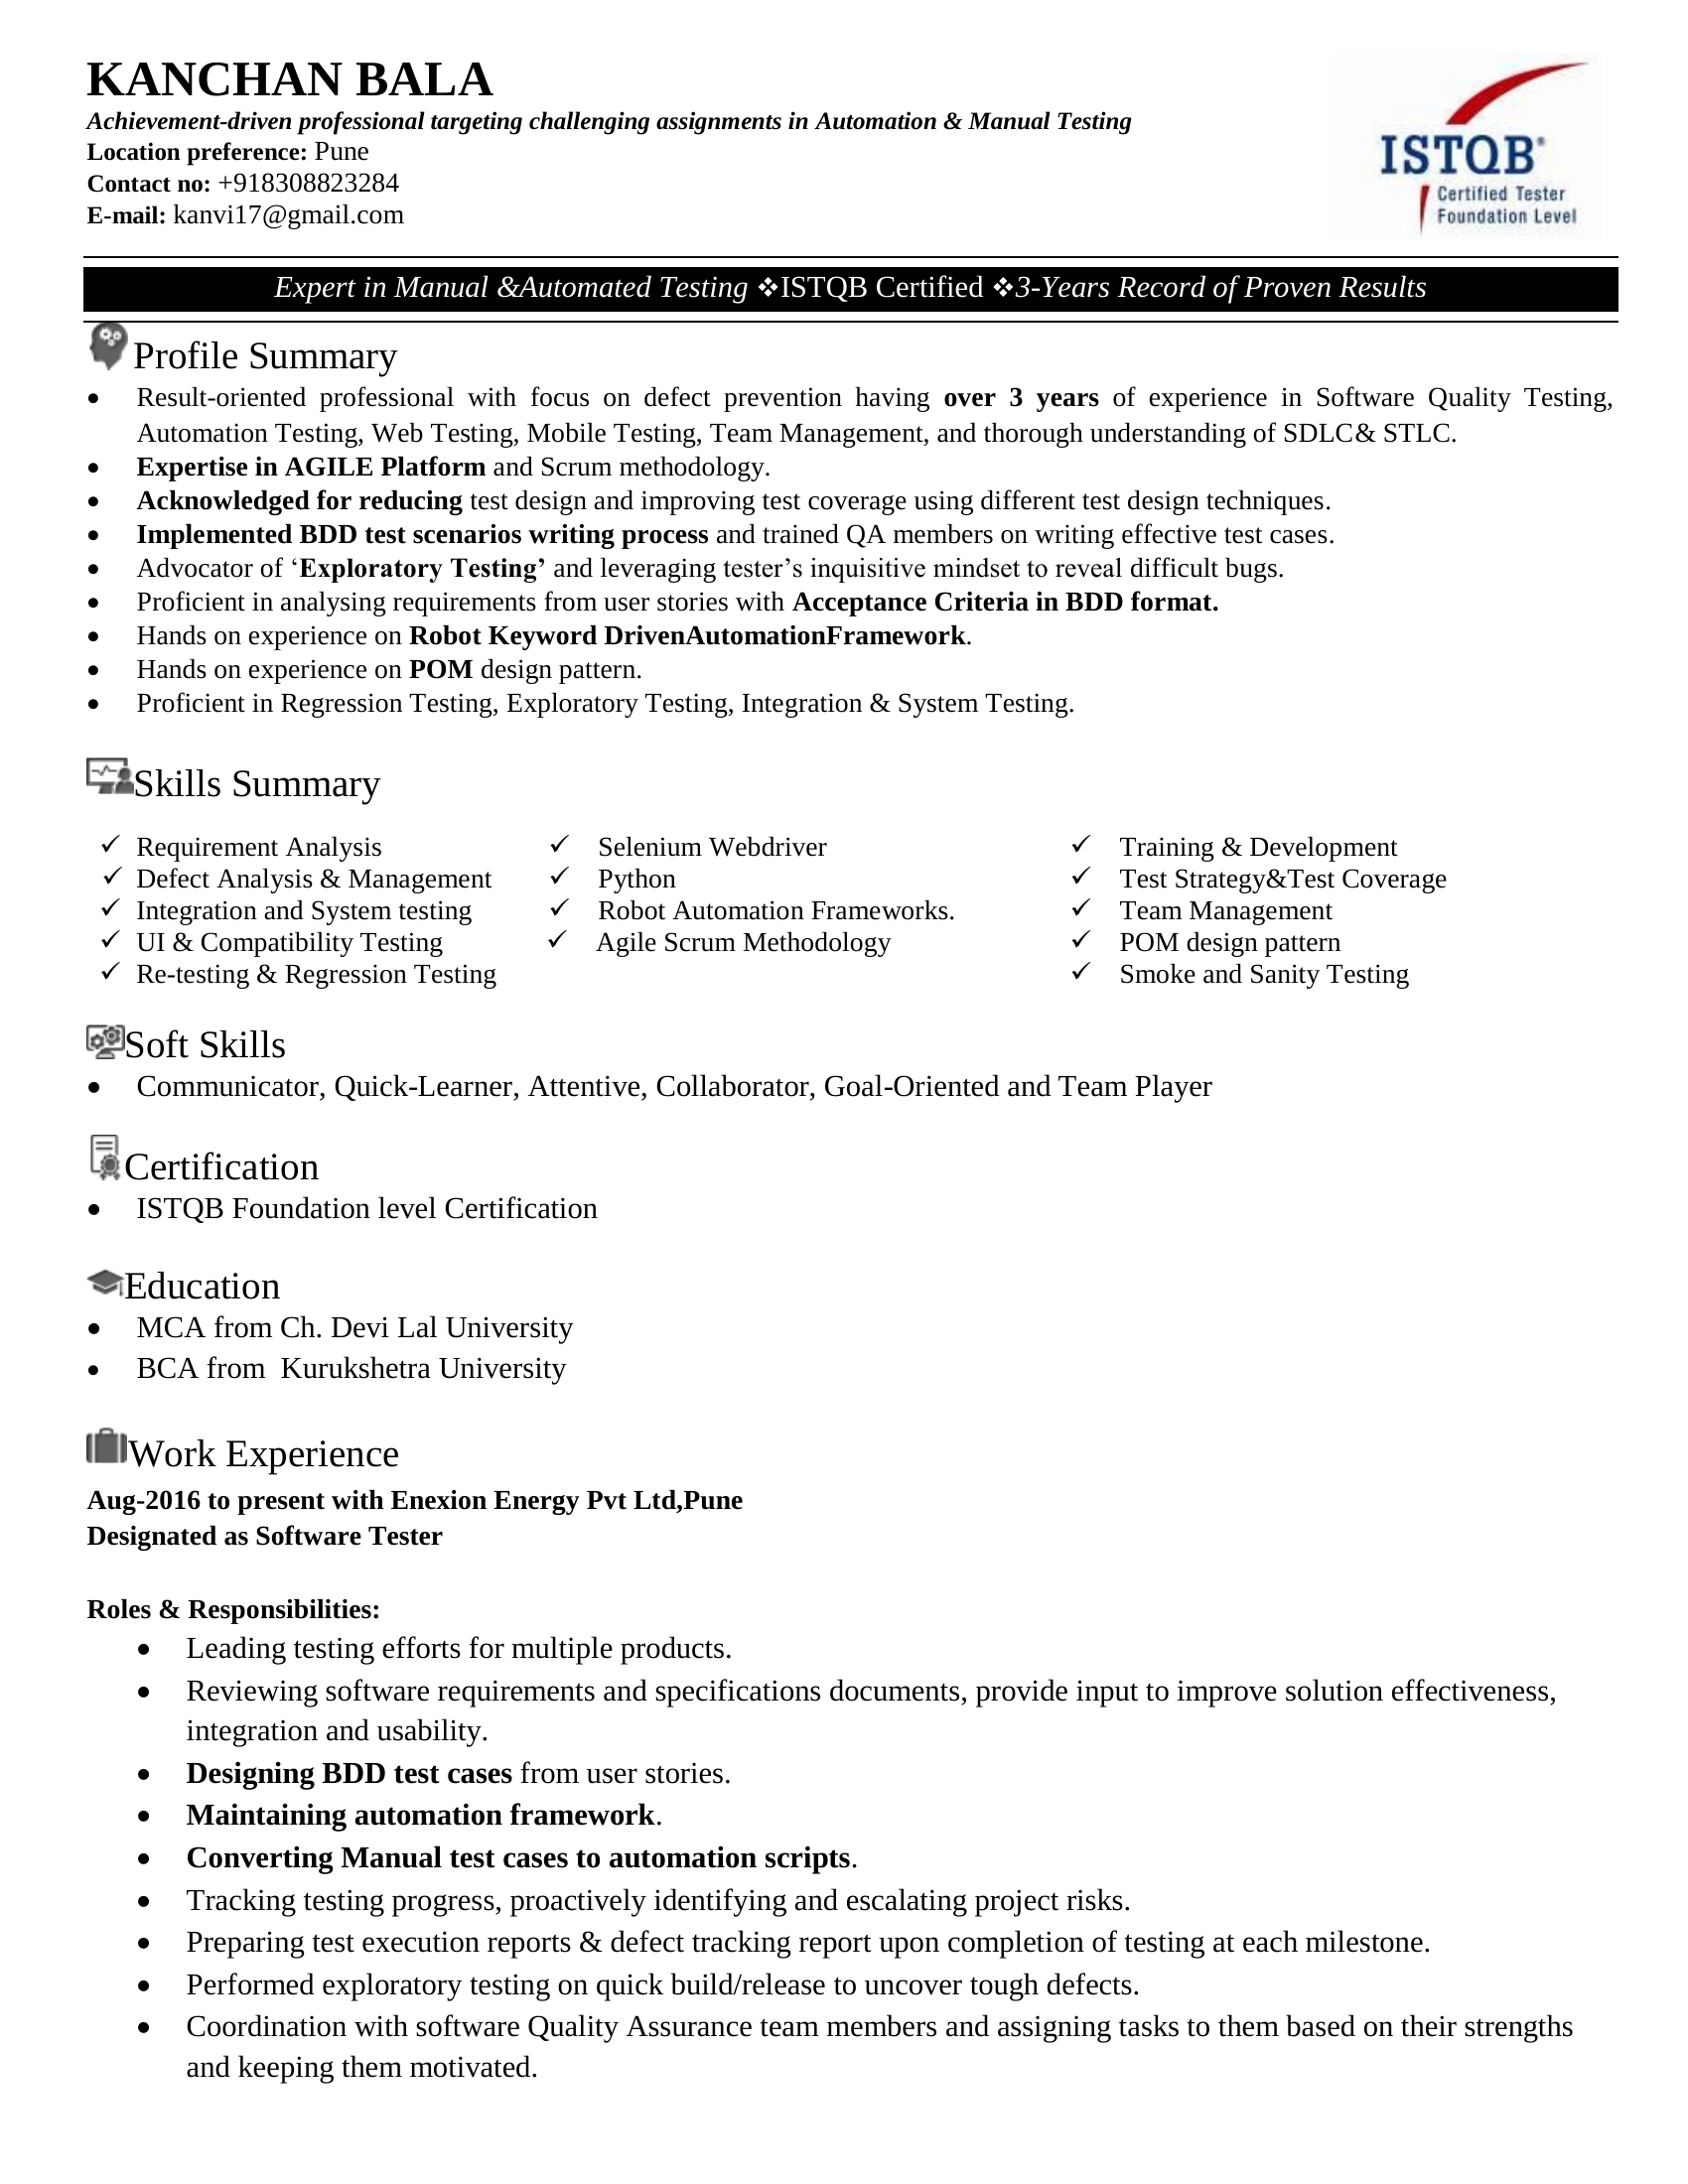 KANCHAN BALA
Achievement-driven professional targeting challenging assignments in Automation & Manual Testing
Location preference: Pune
Contact no: +918308823284
E-mail: kanvi17@gmail.com
ISTQB®
Certified Tester
Foundation Level
Expert in Manual &Automated Testing ❖ISTQB Certified ❖3-Years Record of Proven Results
Profile Summary
• Result-oriented professional with focus on defect prevention having over 3 years of experience in Software Quality Testing,
Automation Testing, Web Testing, Mobile Testing, Team Management, and thorough understanding of SDLC& STLC.
• Expertise in AGILE Platform and Scrum methodology.
• Acknowledged for reducing test design and improving test coverage using different test design techniques.
• Implemented BDD test scenarios writing process and trained QA members on writing effective test cases.
• Advocator of ‘Exploratory Testing’ and leveraging tester’s inquisitive mindset to reveal difficult bugs.
• Proficient in analysing requirements from user stories with Acceptance Criteria in BDD format.
• Hands on experience on Robot Keyword DrivenAutomationFramework.
• Hands on experience on POM design pattern.
• Proficient in Regression Testing, Exploratory Testing, Integration & System Testing.
Skills Summary
✓ Requirement Analysis
✓ Defect Analysis & Management
✓ Integration and System testing
✓ UI & Compatibility Testing
✓ Re-testing & Regression Testing
✓ Selenium Webdriver
✓ Python
✓ Robot Automation Frameworks.
✓ Agile Scrum Methodology
✓ Training & Development
✓ Test Strategy&Test Coverage
✓ Team Management
✓ POM design pattern
✓ Smoke and Sanity Testing
Soft Skills
• Communicator, Quick-Learner, Attentive, Collaborator, Goal-Oriented and Team Player
Certification
• ISTQB Foundation level Certification
Education
• MCA from Ch. Devi Lal University
• BCA from Kurukshetra University
Work Experience
Aug-2016 to present with Enexion Energy Pvt Ltd,Pune
Designated as Software Tester
Roles & Responsibilities:
• Leading testing efforts for multiple products.
• Reviewing software requirements and specifications documents, provide input to improve solution effectiveness,
integration and usability.
• Designing BDD test cases from user stories.
• Maintaining automation framework.
• Converting Manual test cases to automation scripts.
• Tracking testing progress, proactively identifying and escalating project risks.
• Preparing test execution reports & defect tracking report upon completion of testing at each milestone.
• Performed exploratory testing on quick build/release to uncover tough defects.
• Coordination with software Quality Assurance team members and assigning tasks to them based on their strengths
and keeping them motivated.